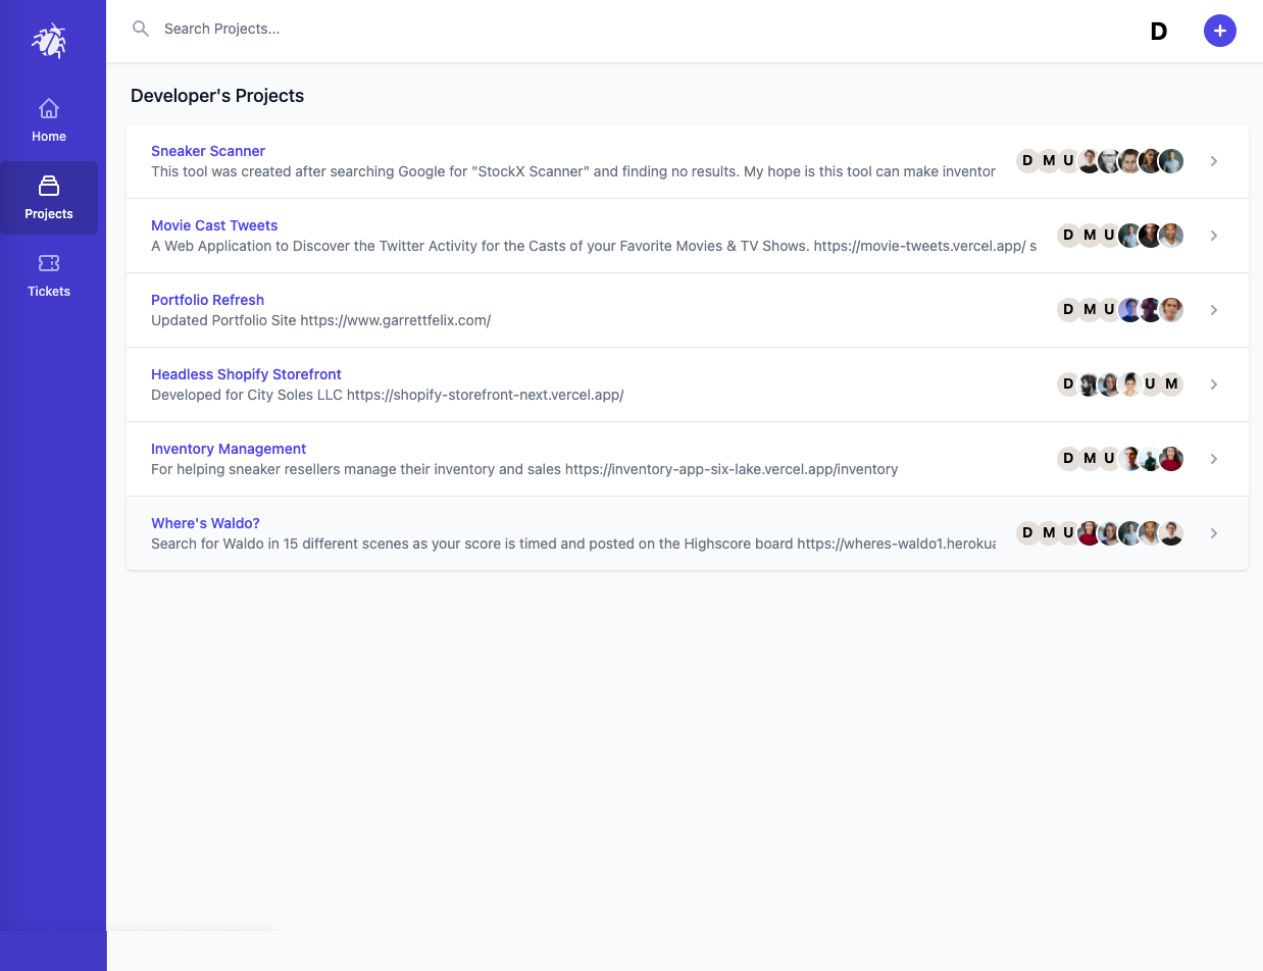 Search Projects...
D
Home
Projects
Tickets
Developer's Projects
Sneaker Scanner
This tool was created after searching Google for "StockX Scanner" and finding no results. My hope is this tool can make inventor
D M U
Movie Cast Tweets
A Web Application to Discover the Twitter Activity for the Casts of your Favorite Movies & TV Shows. https://movie-tweets.vercel.app/ s
D M U
Portfolio Refresh
Updated Portfolio Site https://www.garrettfelix.com/
D M U
Headless Shopify Storefront
Developed for City Soles LLC https://shopify-storefront-next.vercel.app/
D U M
Inventory Management
For helping sneaker resellers manage their inventory and sales https://inventory-app-six-lake.vercel.app/inventory
D M U
Where's Waldo?
Search for Waldo in 15 different scenes as your score is timed and posted on the Highscore board https://wheres-waldo1.heroku
D M U